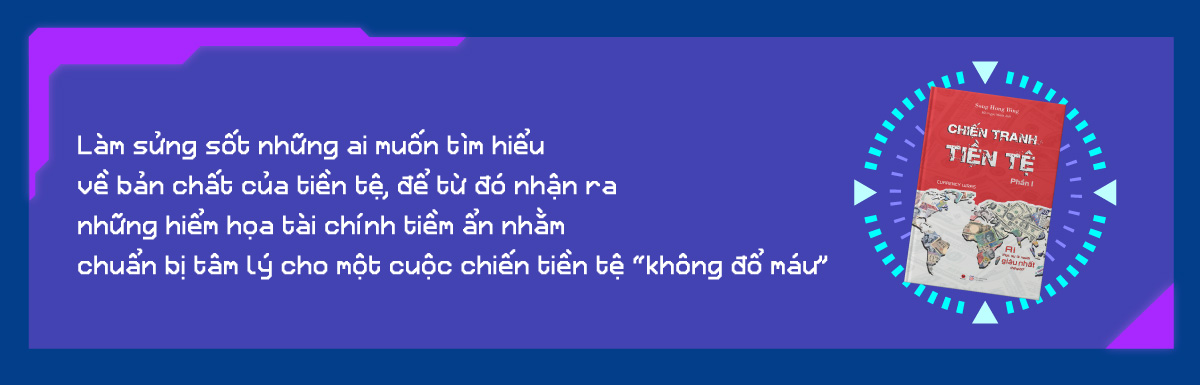 Làm sửng sốt những ai muốn tìm hiểu
về bản chất của tiền tệ, để từ đó nhận ra
những hiểm họa tài chính tiềm ẩn nhằm
chuẩn bị tâm lý cho một cuộc chiến tiền tệ “không đổ máu”
Song Hong Bing
CHIẾN TRANH
TIỀN TỆ
Phần I
CURRENCY WARS
Ai
giàu nhất